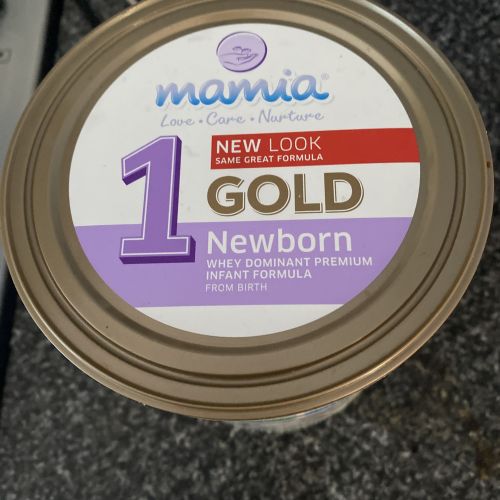 mamia®
Love • Care • Nurture
1
NEW LOOK
SAME GREAT FORMULA
GOLD
Newborn
WHEY DOMINANT PREMIUM
INFANT FORMULA
FROM BIRTH